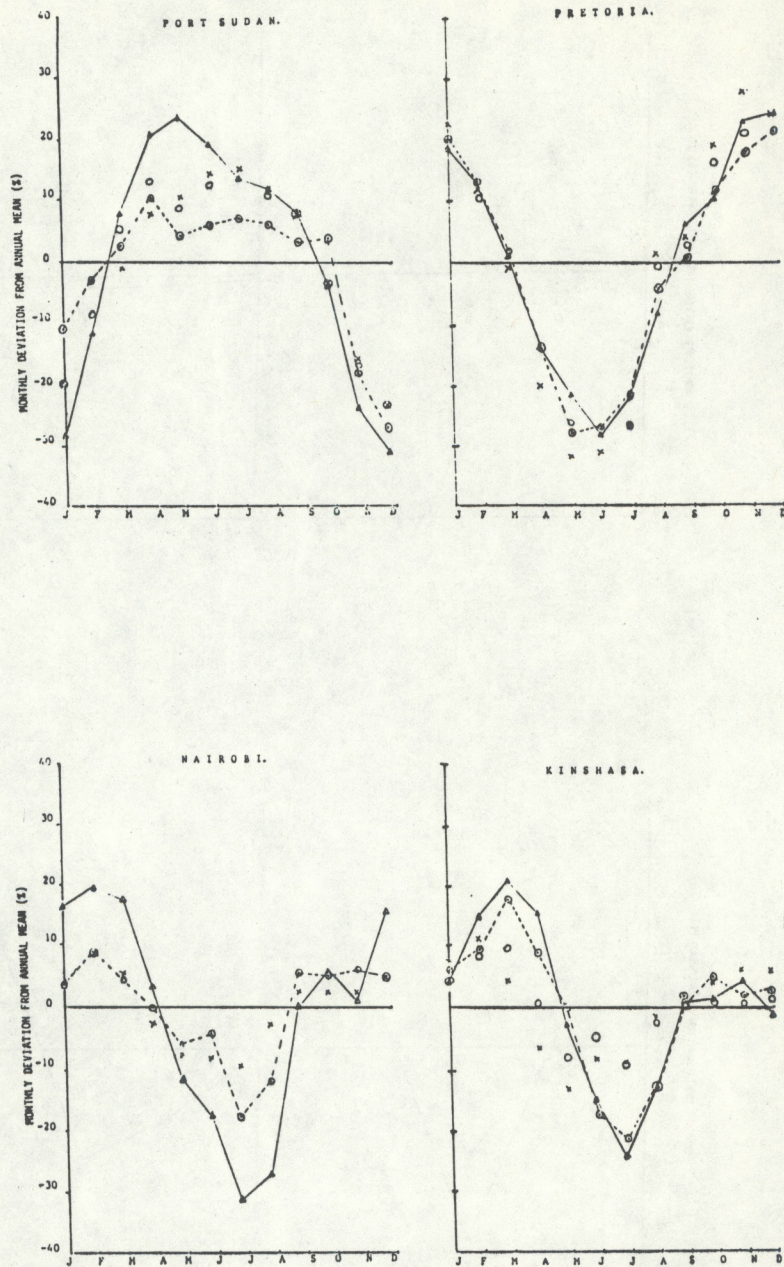 PORT SUDAN.
PRETORIA.
MONTHLY DEVIATION FROM ANNUAL MEAN (%)
40
30
20
10
0
-10
-20
-30
-40
J F M A M J J A S O N D
J F M A M J J A S O N D
NAIROBI.
KINSHASA.
MONTHLY DEVIATION FROM ANNUAL MEAN (%)
40
30
20
10
0
-10
-20
-30
-40
J F M A M J J A S O N D
J F M A M J J A S O N D